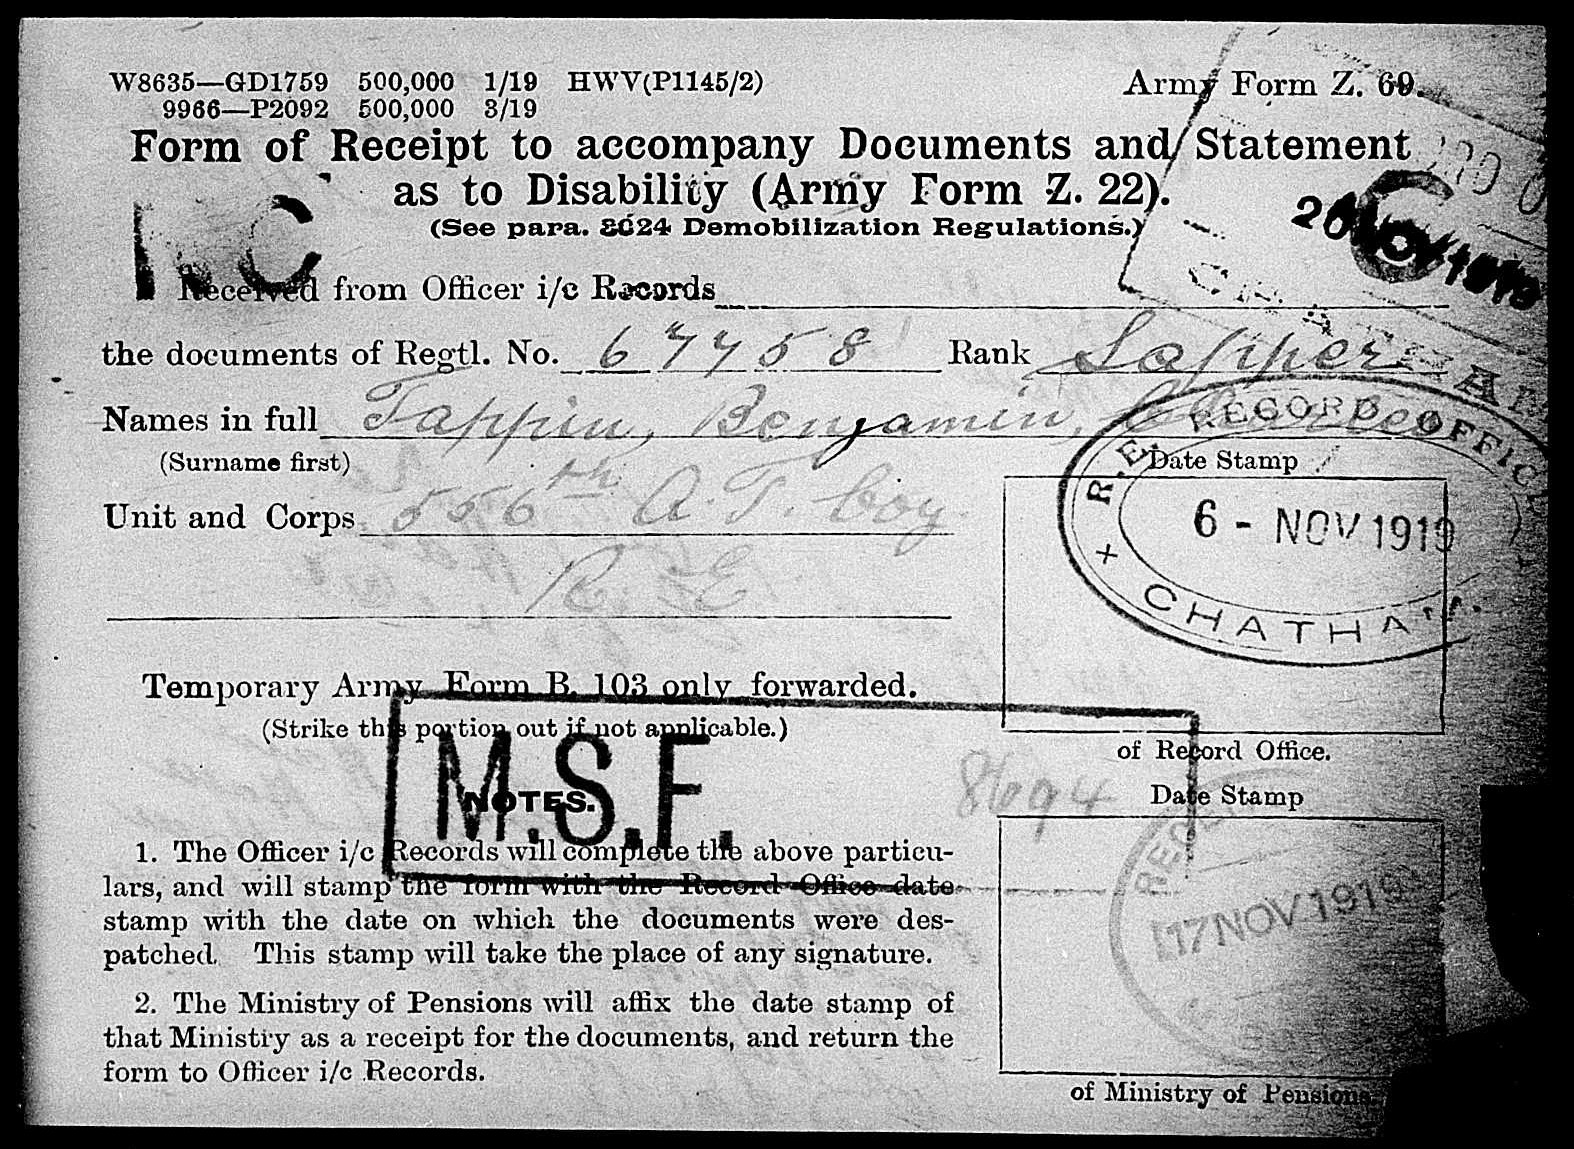 W8635—GD1759 500,000 1/19 HWV(P1145/2)
9966—P2092 500,000 3/19
Army Form Z. 69.
Form of Receipt to accompany Documents and Statement
as to Disability (Army Form Z. 22).
(See para. 3624 Demobilization Regulations.)
20 NOV 1919
Received from Officer i/c Records
the documents of Regtl. No. 67758 Rank Sapper
Names in full Tappin, Benjamin, Charles
(Surname first)
Unit and Corps 556th A.T. Coy
R.E
Date Stamp
R.E. RECORD OFFICE
6 - NOV 1919
+ CHATHAM
of Record Office.
Temporary Army Form B. 103 only forwarded.
(Strike this portion out if not applicable.)
M.S.F.
NOTES.
8694
1. The Officer i/c Records will complete the above particu-
lars, and will stamp the form with the Record Office date
stamp with the date on which the documents were des-
patched. This stamp will take the place of any signature.
2. The Ministry of Pensions will affix the date stamp of
that Ministry as a receipt for the documents, and return the
form to Officer i/c Records.
Date Stamp
17 NOV 1919
of Ministry of Pensions.